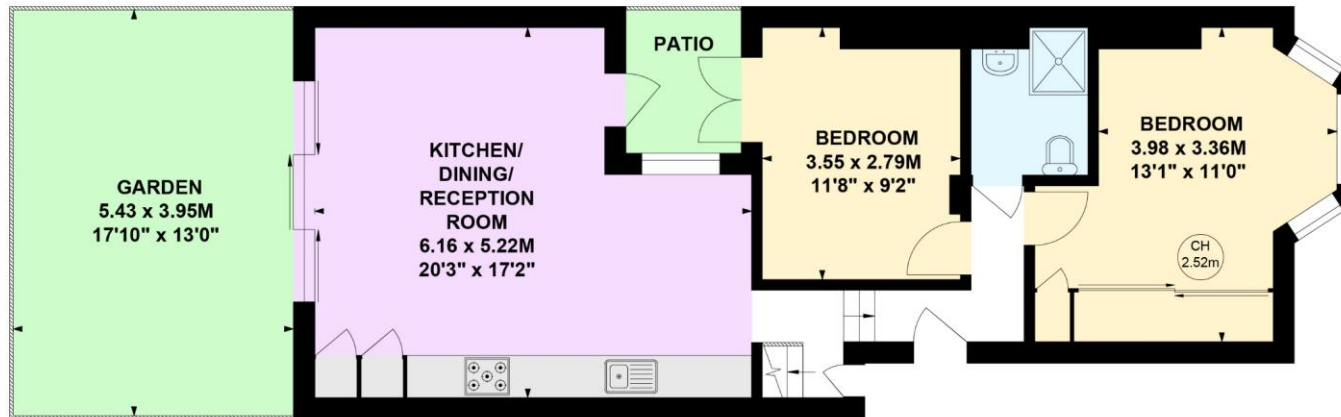 GARDEN
5.43 x 3.95M
17'10" x 13'0"
KITCHEN/
DINING/
RECEPTION
ROOM
6.16 x 5.22M
20'3" x 17'2"
PATIO
BEDROOM
3.55 x 2.79M
11'8" x 9'2"
BEDROOM
3.98 x 3.36M
13'1" x 11'0"
CH
2.52m